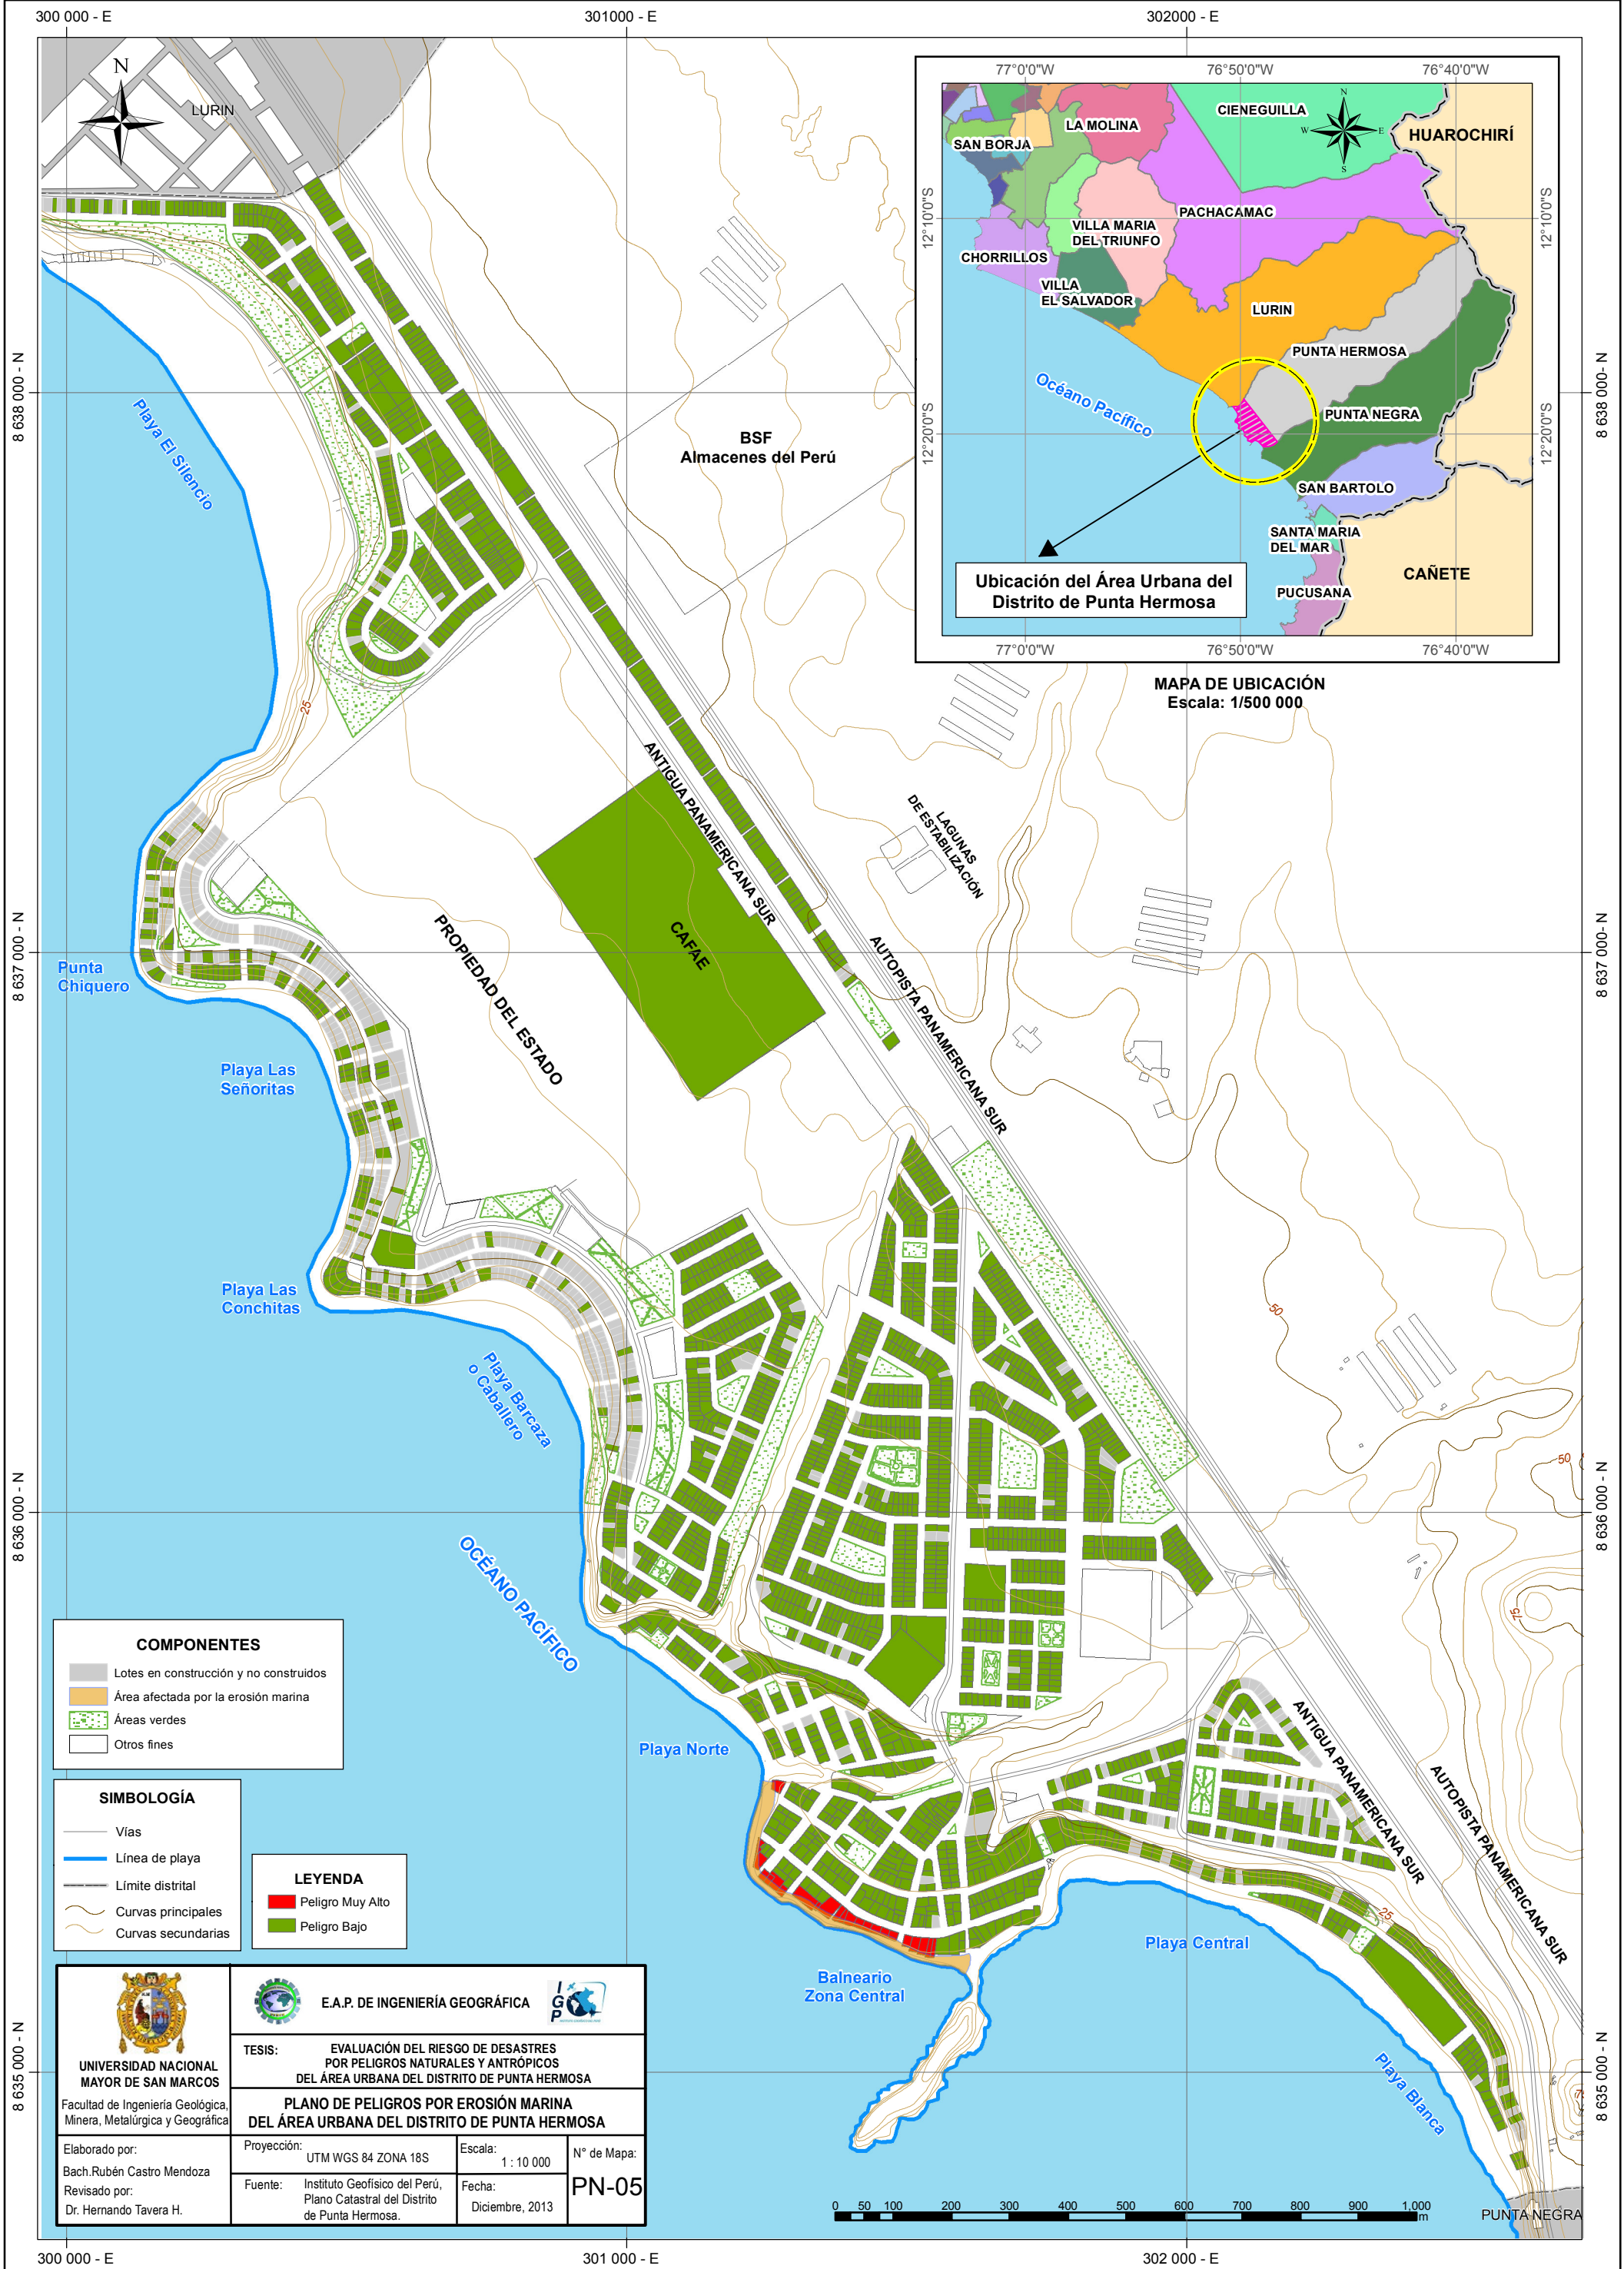 300 000 - E
301000 - E
302000 - E
N
LURIN
77°0'0"W
76°50'0"W
76°40'0"W
CIENEGUILLA
LA MOLINA
HUAROCHIRÍ
N
W
E
S
SAN BORJA
12°10'0"S
PACHACAMAC
12°10'0"S
VILLA MARIA
DEL TRIUNFO
CHORRILLOS
VILLA
EL SALVADOR
LURIN
PUNTA HERMOSA
Océano Pacífico
PUNTA NEGRA
12°20'0"S
12°20'0"S
SAN BARTOLO
SANTA MARIA
DEL MAR
CAÑETE
PUCUSANA
Ubicación del Área Urbana del
Distrito de Punta Hermosa
77°0'0"W
76°50'0"W
76°40'0"W
MAPA DE UBICACIÓN
Escala: 1/500 000
8 638 000 - N
8 638 000- N
Playa El Silencio
BSF
Almacenes del Perú
25
ANTIGUA PANAMERICANA SUR
LAGUNAS
DE ESTABILIZACIÓN
CAFAE
PROPIEDAD DEL ESTADO
AUTOPISTA PANAMERICANA SUR
8 637 000 - N
8 637 000- N
Punta
Chiquero
Playa Las
Señoritas
Playa Las
Conchitas
50
Playa Barcaza
o Caballero
50
8 636 000 - N
8 636 000 - N
OCÉANO PACÍFICO
75
COMPONENTES
Lotes en construcción y no construidos
Área afectada por la erosión marina
Áreas verdes
Otros fines
Playa Norte
ANTIGUA PANAMERICANA SUR
AUTOPISTA PANAMERICANA SUR
SIMBOLOGÍA
Vías
Línea de playa
Límite distrital
Curvas principales
Curvas secundarias
LEYENDA
Peligro Muy Alto
Peligro Bajo
25
Playa Central
Balneario
Zona Central
Playa Blanca
8 635 000 - N
8 635 000 - N
UNIVERSIDAD NACIONAL
MAYOR DE SAN MARCOS
Facultad de Ingeniería Geológica,
Minera, Metalúrgica y Geográfica
E.A.P. DE INGENIERÍA GEOGRÁFICA
IGP
TESIS:
EVALUACIÓN DEL RIESGO DE DESASTRES
POR PELIGROS NATURALES Y ANTRÓPICOS
DEL ÁREA URBANA DEL DISTRITO DE PUNTA HERMOSA
PLANO DE PELIGROS POR EROSIÓN MARINA
DEL ÁREA URBANA DEL DISTRITO DE PUNTA HERMOSA
Elaborado por:
Bach.Rubén Castro Mendoza
Revisado por:
Dr. Hernando Tavera H.
Proyección:
UTM WGS 84 ZONA 18S
Escala:
1 : 10 000
N° de Mapa:
PN-05
Fuente:
Instituto Geofísico del Perú,
Plano Catastral del Distrito
de Punta Hermosa.
Fecha:
Diciembre, 2013
0 50 100 200 300 400 500 600 700 800 900 1,000
m
PUNTA NEGRA
300 000 - E
301 000 - E
302 000 - E